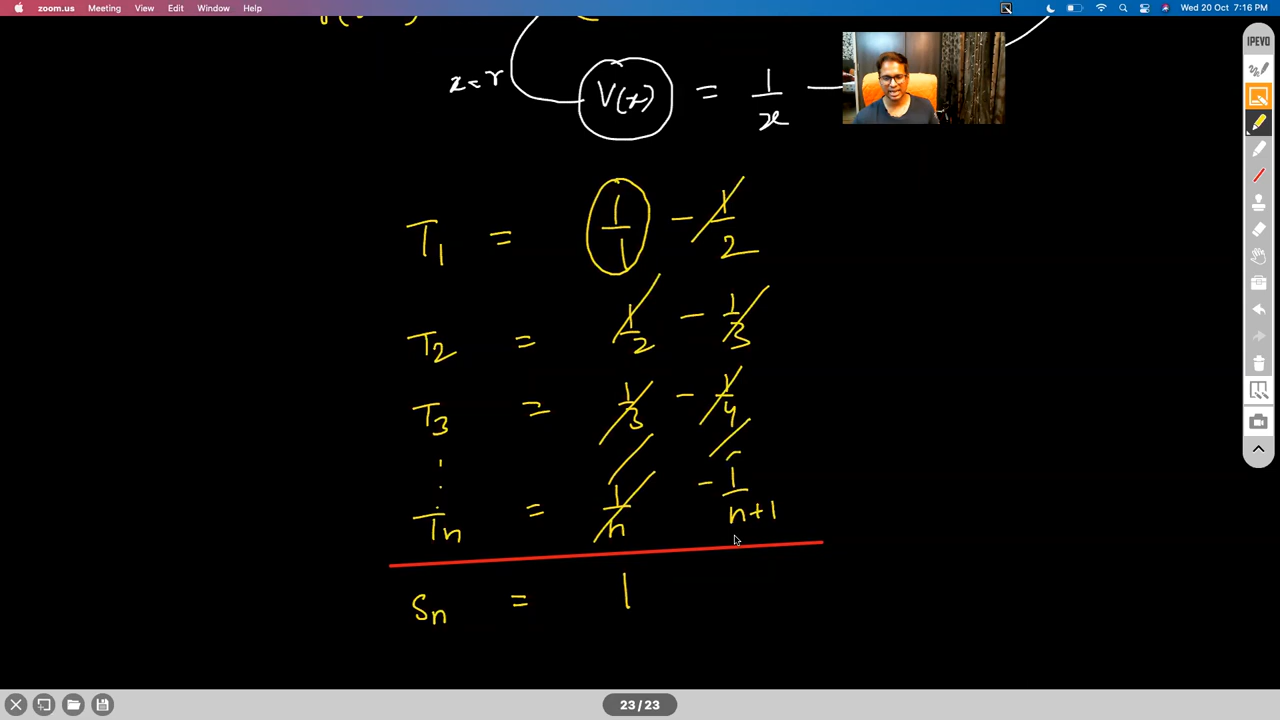 zoom.us Meeting View Window Help Wed 20 Oct 7:16 PM
IPEVO
x=r V(r) = 1/x −
T₁ = 1/1 − 1/2
T₂ = 1/2 − 1/3
T₃ = 1/3 − 1/4
⋮
Tₙ = 1/n − 1/n+1
Sₙ = 1
23/23